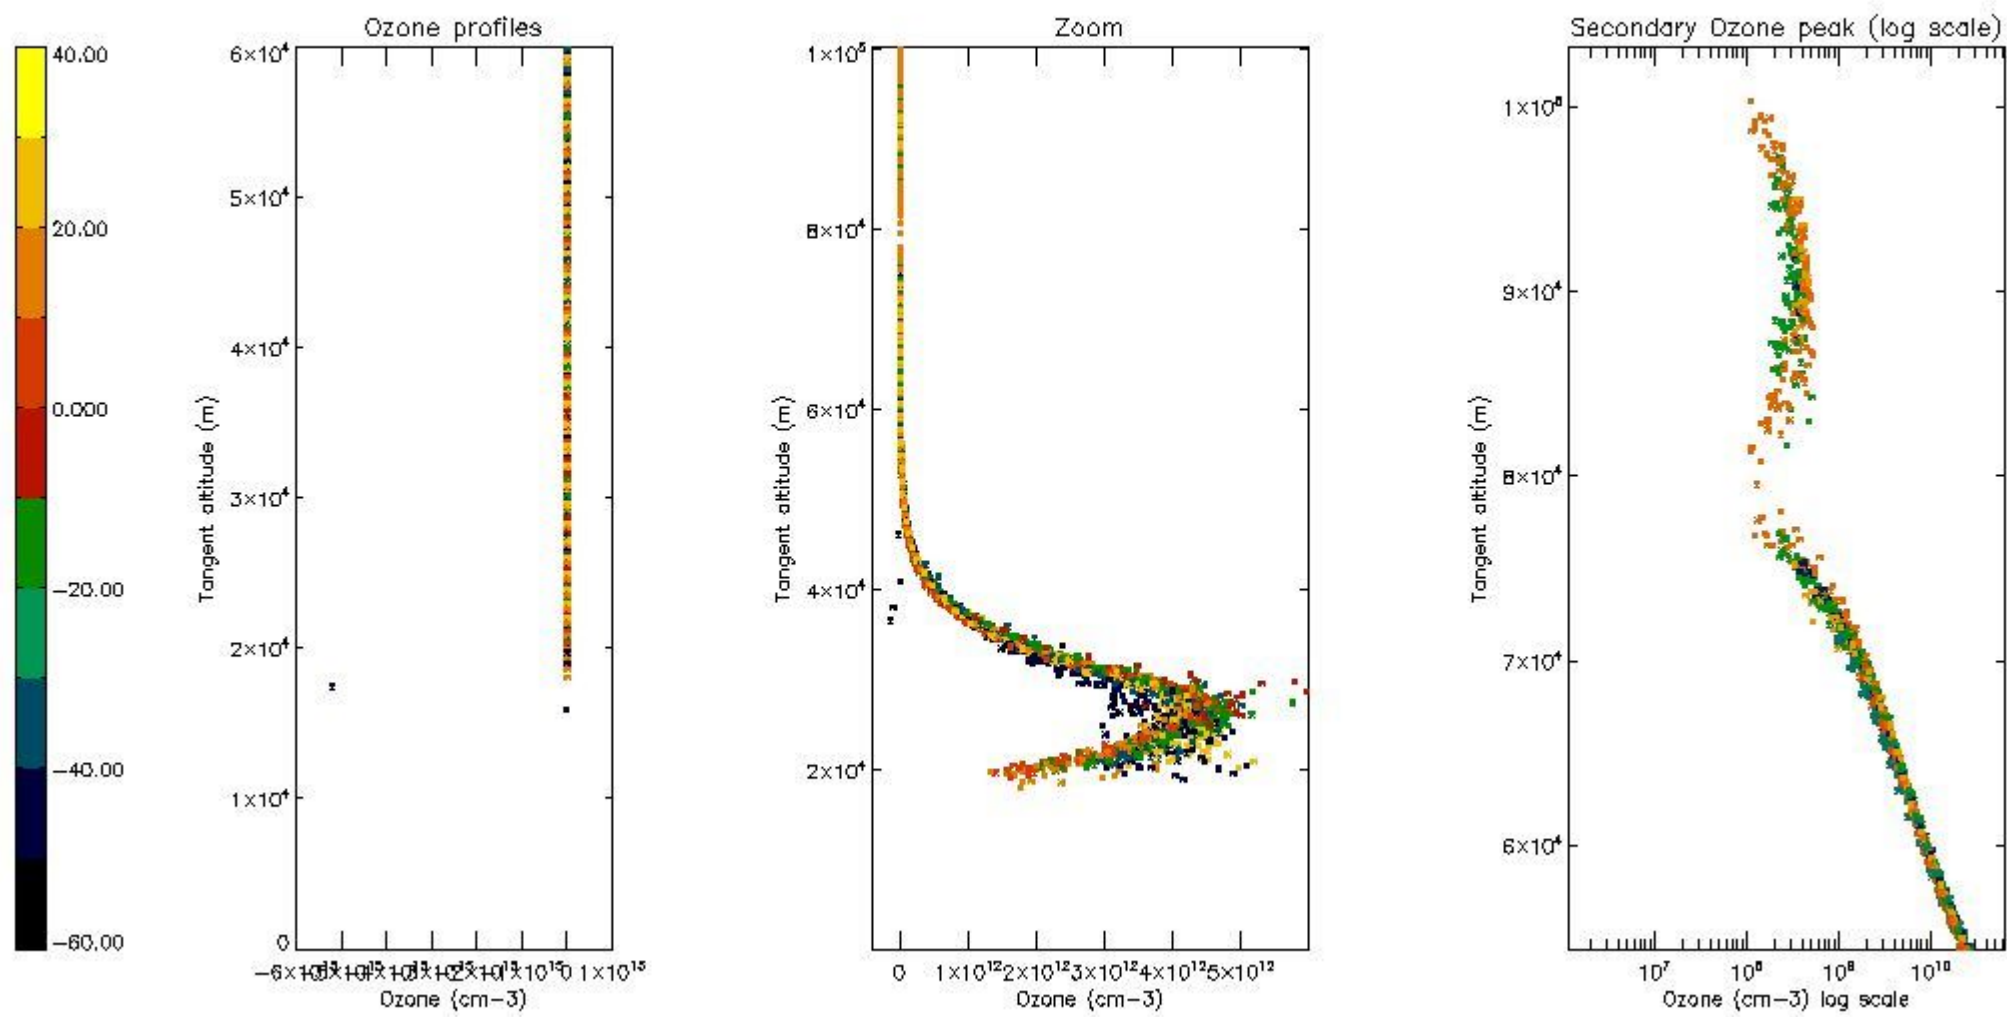 Ozone profiles
Zoom
Secondary Ozone peak (log scale)
40.00
20.00
0.000
−20.00
−40.00
−60.00
6×10⁴
5×10⁴
4×10⁴
3×10⁴
2×10⁴
1×10⁴
0
Tangent altitude (m)
1×10¹⁵
Ozone (cm−3)
1×10⁵
8×10⁴
6×10⁴
4×10⁴
2×10⁴
Tangent altitude (m)
0 1×10¹² 2×10¹² 3×10¹² 4×10¹² 5×10¹²
Ozone (cm−3)
9×10⁴
8×10⁴
7×10⁴
6×10⁴
Tangent altitude (m)
10⁷ 10⁸ 10⁹ 10¹⁰
Ozone (cm−3) log scale